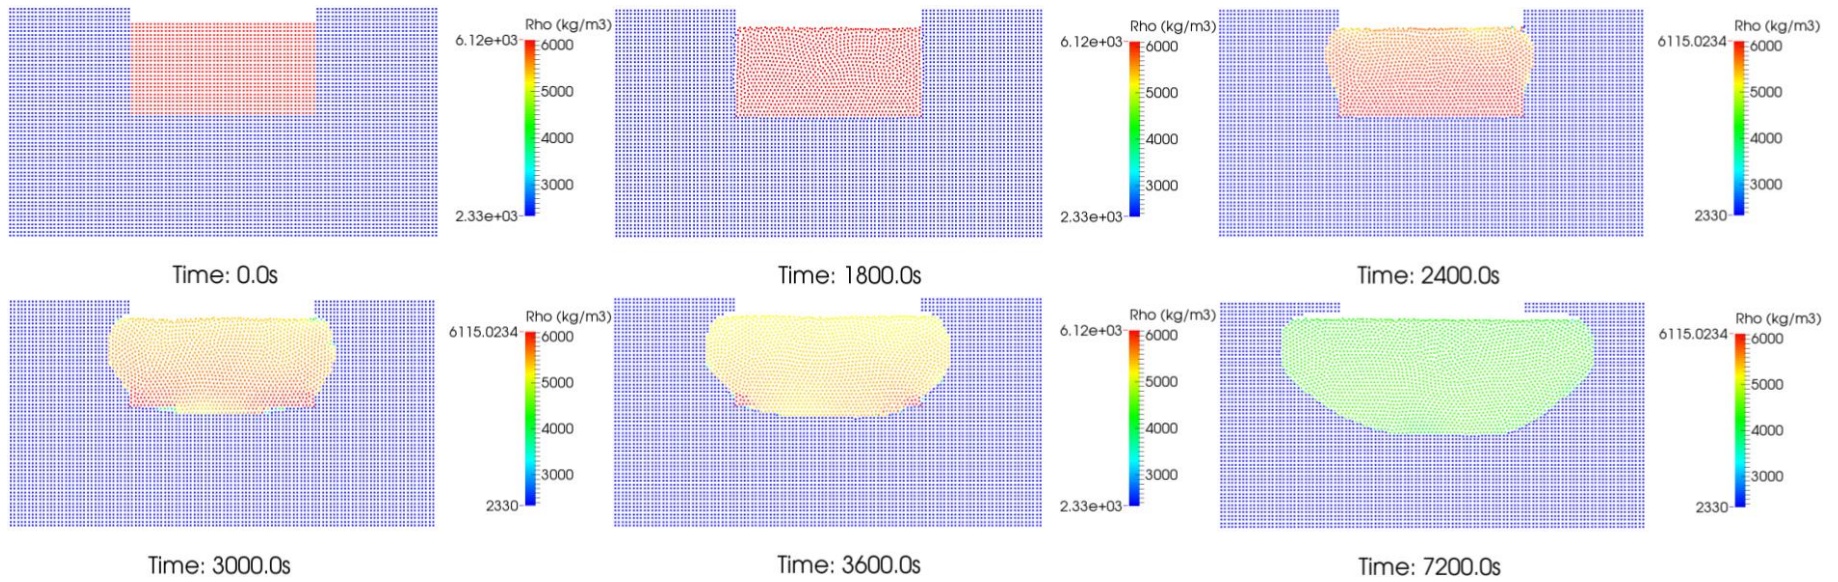 Rho (kg/m3)
6.12e+03
6000
5000
4000
3000
2.33e+03
Time: 0.0s
Rho (kg/m3)
6.12e+03
6000
5000
4000
3000
2.33e+03
Time: 1800.0s
Rho (kg/m3)
6115.0234
6000
5000
4000
3000
2330
Time: 2400.0s
Rho (kg/m3)
6115.0234
6000
5000
4000
3000
2330
Time: 3000.0s
Rho (kg/m3)
6.12e+03
6000
5000
4000
3000
2.33e+03
Time: 3600.0s
Rho (kg/m3)
6115.0234
6000
5000
4000
3000
2330
Time: 7200.0s